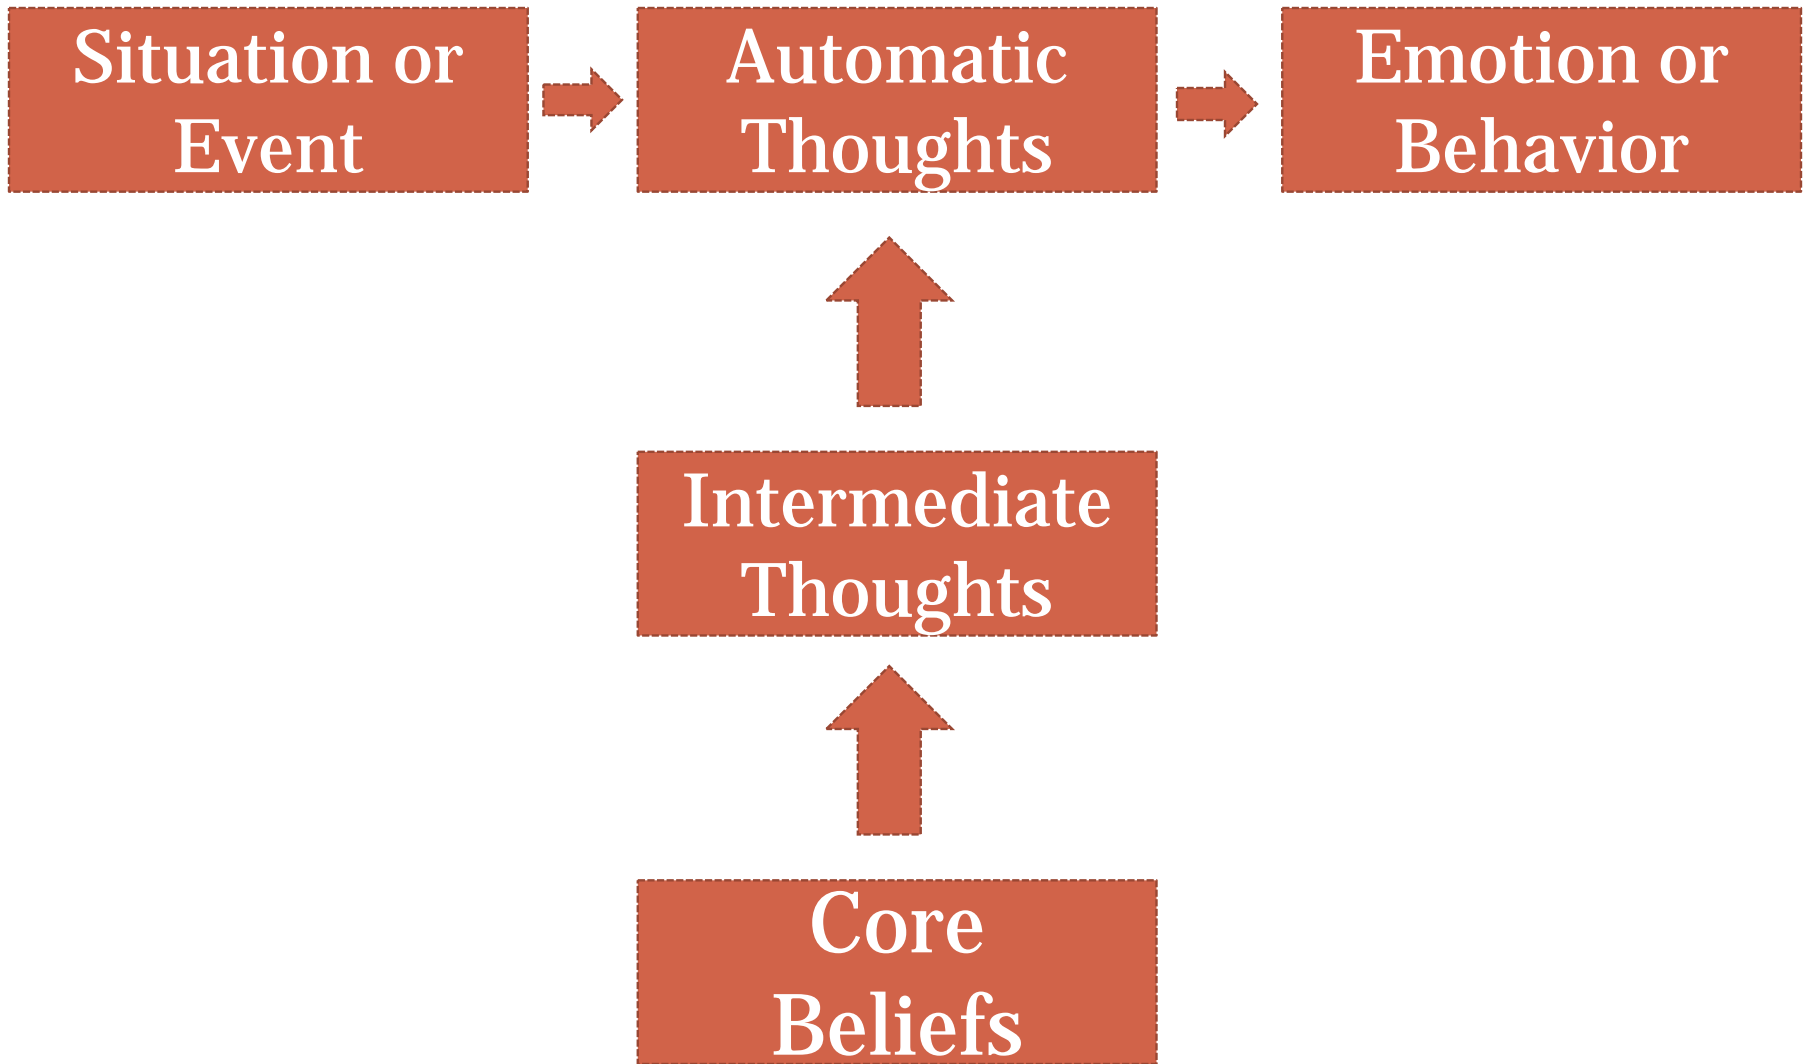 Situation or
Event
Automatic
Thoughts
Emotion or
Behavior
Intermediate
Thoughts
Core
Beliefs